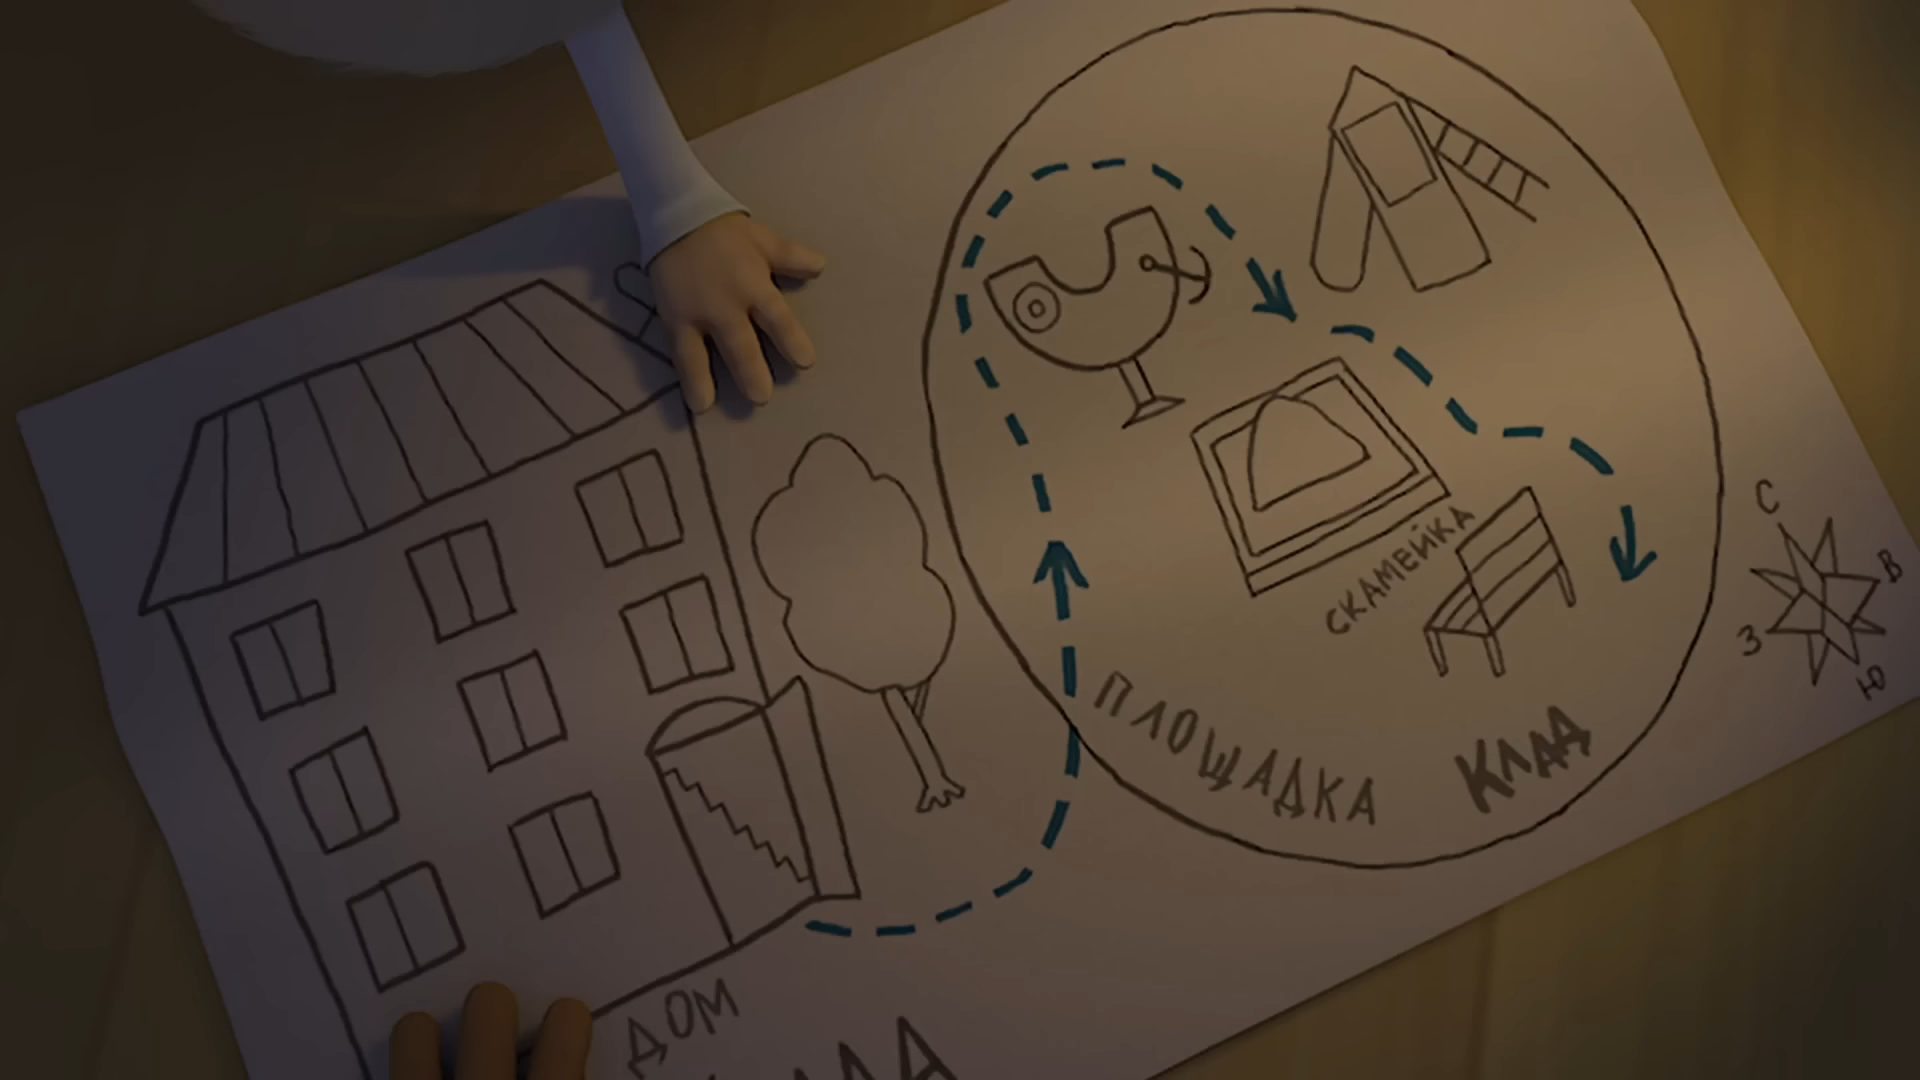 С
В
З
Ю
СКАМЕЙКА
ПЛОЩАДКА
КЛАД
ДОМ